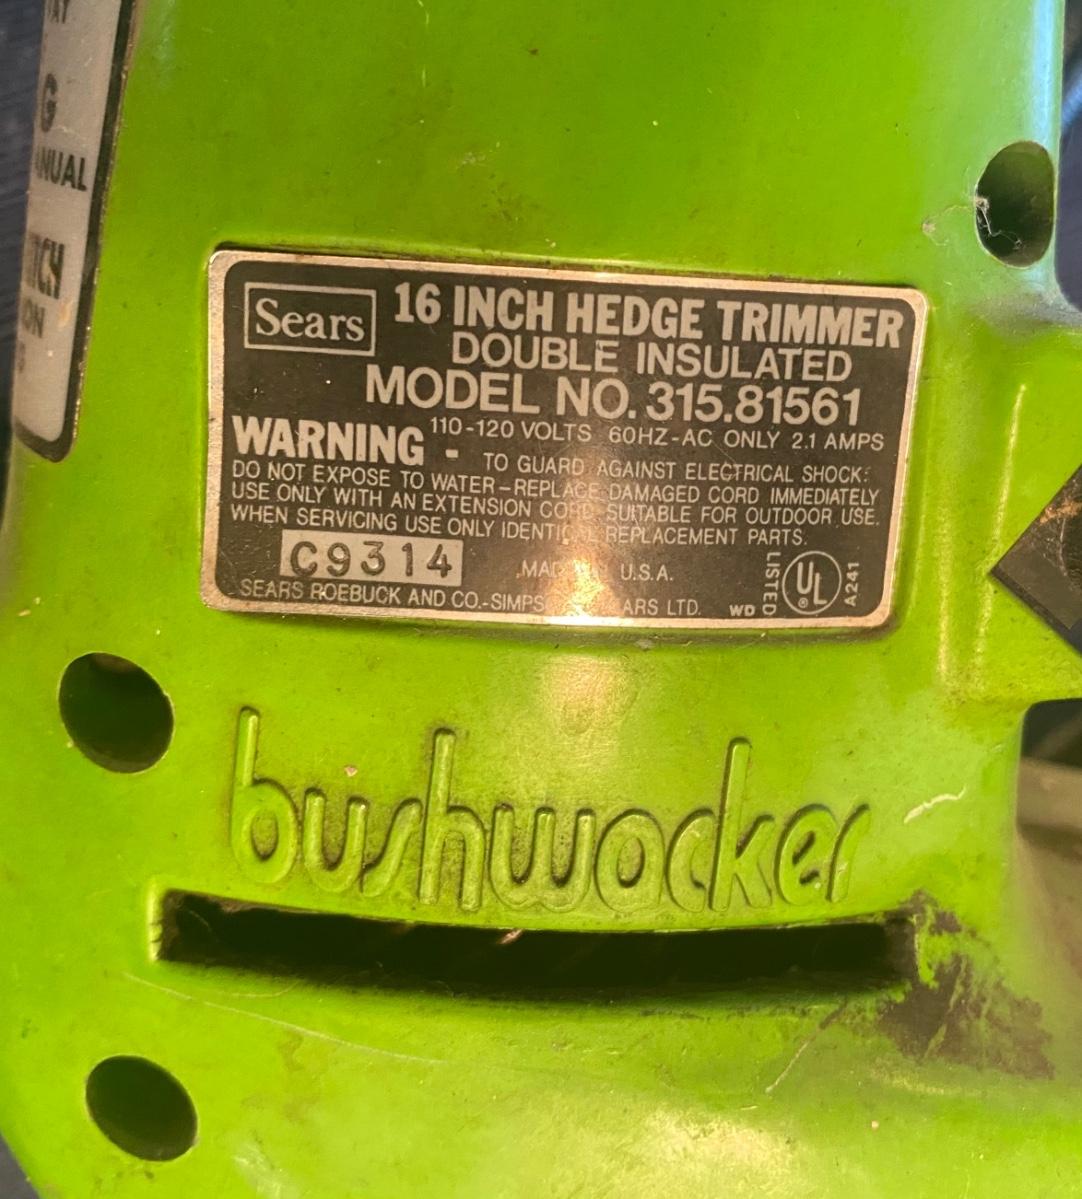 G
MANUAL
Sears
16 INCH HEDGE TRIMMER
DOUBLE INSULATED
MODEL NO. 315.81561
110-120 VOLTS 60HZ-AC ONLY 2.1 AMPS
WARNING - TO GUARD AGAINST ELECTRICAL SHOCK:
DO NOT EXPOSE TO WATER-REPLACE DAMAGED CORD IMMEDIATELY
USE ONLY WITH AN EXTENSION CORD SUITABLE FOR OUTDOOR USE.
WHEN SERVICING USE ONLY IDENTICAL REPLACEMENT PARTS.
C9314
MADE U.S.A.
LISTED UL ® A241
SEARS ROEBUCK AND CO.-SIMPS ARS LTD. WD
bushwacker